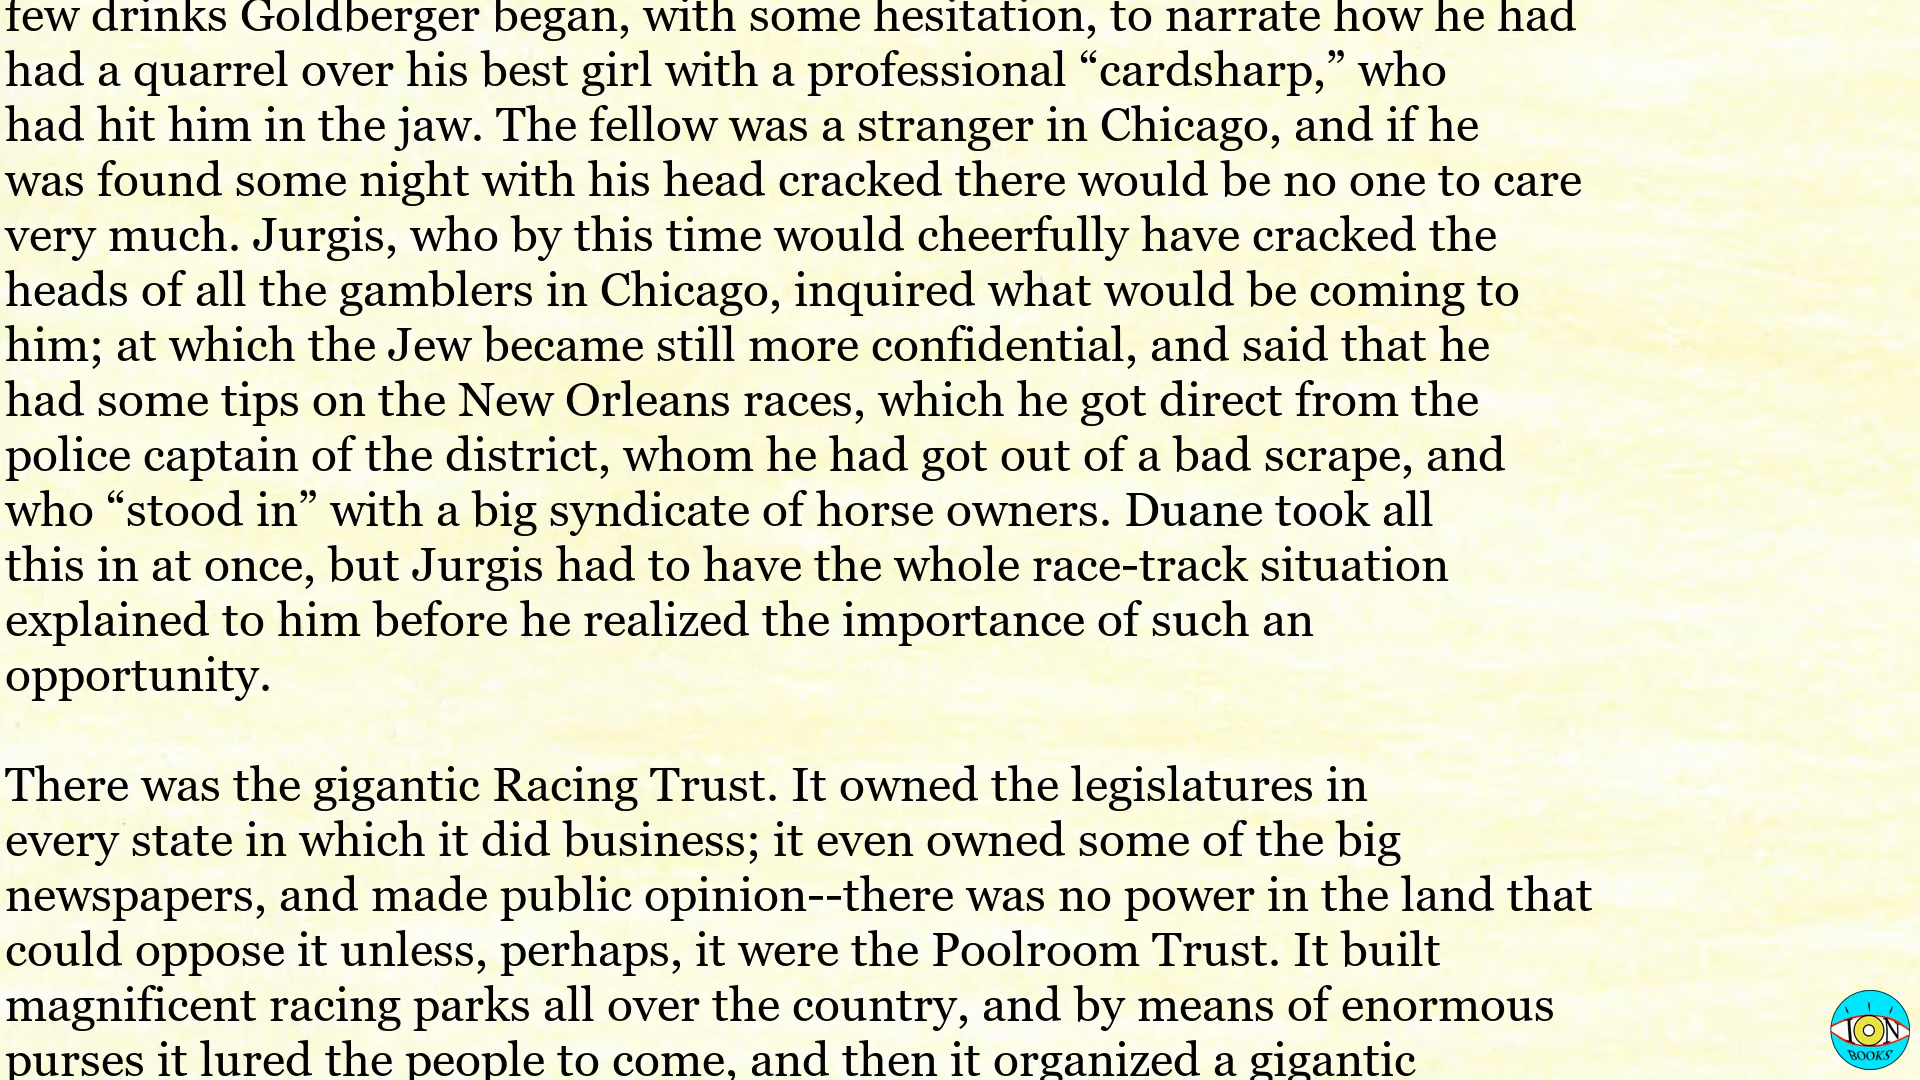 few drinks Goldberger began, with some hesitation, to narrate how he had
had a quarrel over his best girl with a professional “cardsharp,” who
had hit him in the jaw. The fellow was a stranger in Chicago, and if he
was found some night with his head cracked there would be no one to care
very much. Jurgis, who by this time would cheerfully have cracked the
heads of all the gamblers in Chicago, inquired what would be coming to
him; at which the Jew became still more confidential, and said that he
had some tips on the New Orleans races, which he got direct from the
police captain of the district, whom he had got out of a bad scrape, and
who “stood in” with a big syndicate of horse owners. Duane took all
this in at once, but Jurgis had to have the whole race-track situation
explained to him before he realized the importance of such an
opportunity.
There was the gigantic Racing Trust. It owned the legislatures in
every state in which it did business; it even owned some of the big
newspapers, and made public opinion--there was no power in the land that
could oppose it unless, perhaps, it were the Poolroom Trust. It built
magnificent racing parks all over the country, and by means of enormous
purses it lured the people to come, and then it organized a gigantic
ION
BOOKS